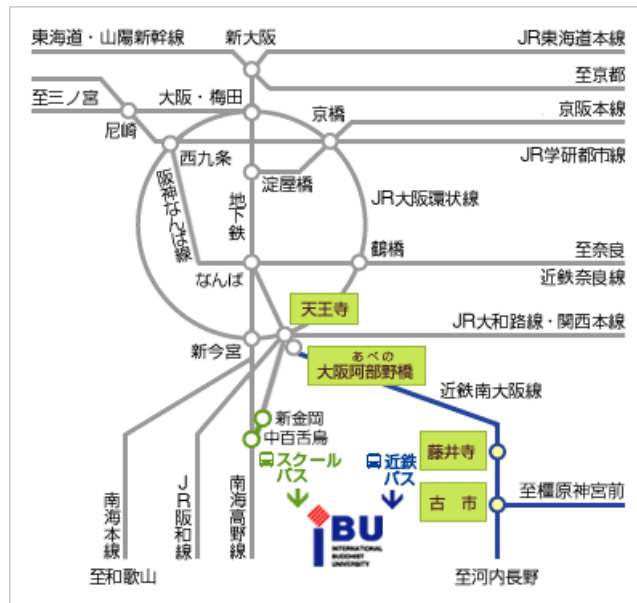 東海道・山陽新幹線
新大阪
JR東海道本線
至京都
至三ノ宮
大阪・梅田
京橋
京阪本線
尼崎
西九条
淀屋橋
JR学研都市線
阪神なんば線
地下鉄
JR大阪環状線
なんば
鶴橋
至奈良
近鉄奈良線
天王寺
JR大和路線・関西本線
新今宮
あべの
大阪阿部野橋
近鉄南大阪線
新金岡
中百舌鳥
スクール
バス
近鉄
バス
藤井寺
古市
至橿原神宮前
南海本線
JR阪和線
南海高野線
iBU
INTERNATIONAL
BUDDHIST
UNIVERSITY
至和歌山
至河内長野